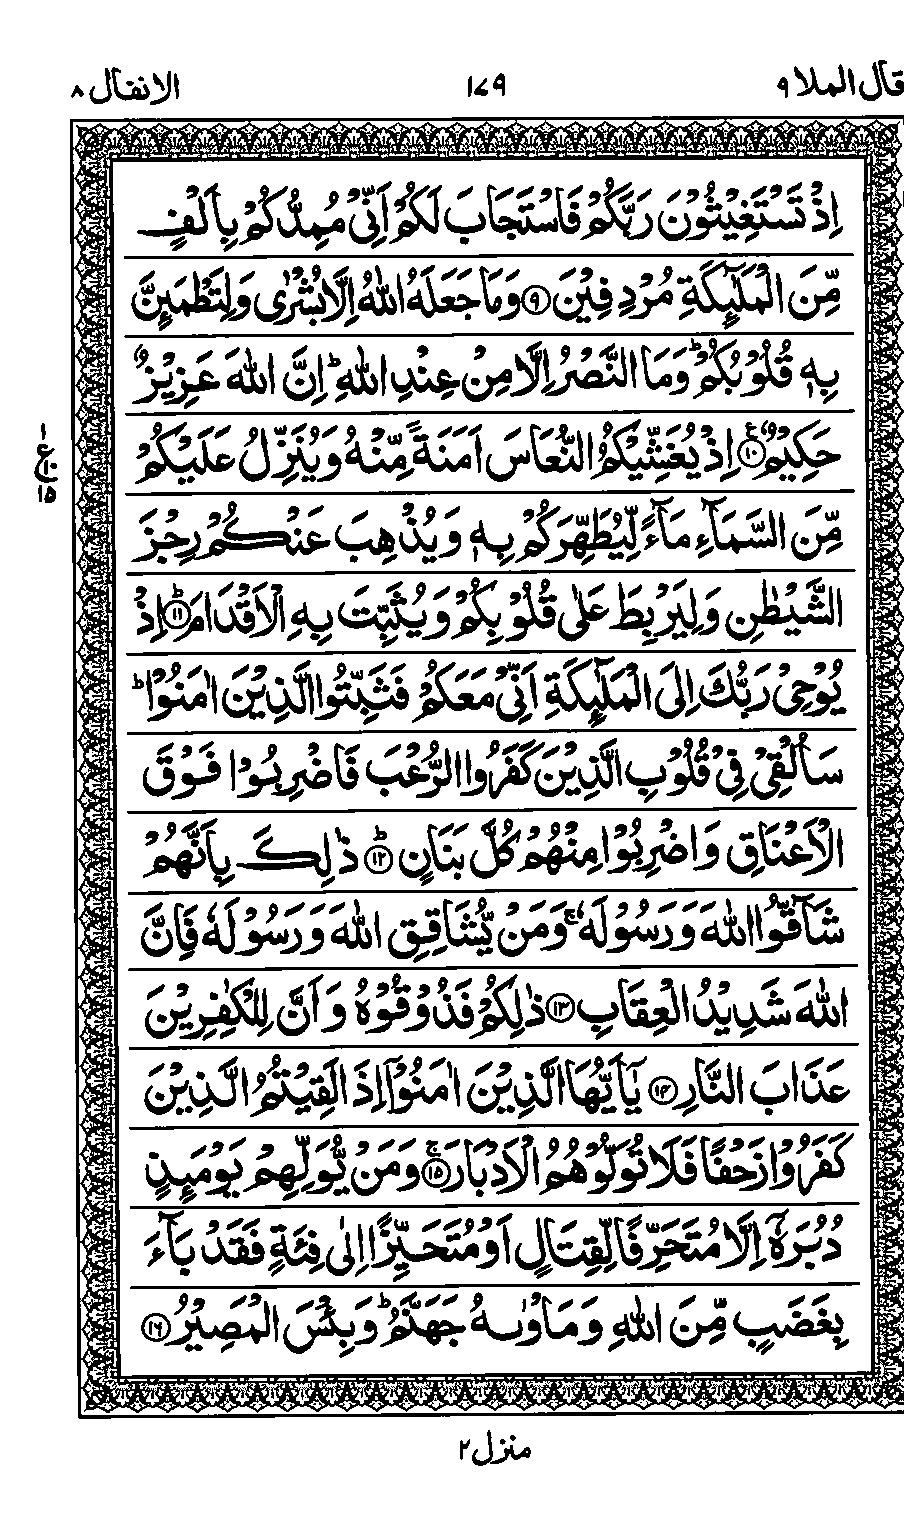 قال الملا ٩
١٧٩
الانفال ٨
اِذْ تَسْتَغِيْثُوْنَ رَبَّكُمْ فَاسْتَجَابَ لَكُمْ اَنِّىْ مُمِدُّكُمْ بِاَلْفٍ
مِّنَ الْمَلٰٓئِكَةِ مُرْدِفِيْنَ ۝٩ وَمَا جَعَلَهُ اللّٰهُ اِلَّا بُشْرٰى وَلِتَطْمَئِنَّ
بِهٖ قُلُوْبُكُمْ ؕ وَمَا النَّصْرُ اِلَّا مِنْ عِنْدِ اللّٰهِ ؕ اِنَّ اللّٰهَ عَزِيْزٌ
حَكِيْمٌ ۝١٠ ع اِذْ يُغَشِّيْكُمُ النُّعَاسَ اَمَنَةً مِّنْهُ وَيُنَزِّلُ عَلَيْكُمْ
مِّنَ السَّمَآءِ مَآءً لِّيُطَهِّرَكُمْ بِهٖ وَيُذْهِبَ عَنْكُمْ رِجْزَ
الشَّيْطٰنِ وَلِيَرْبِطَ عَلٰى قُلُوْبِكُمْ وَيُثَبِّتَ بِهِ الْاَقْدَامَ ؕ ۝١١ اِذْ
يُوْحِىْ رَبُّكَ اِلَى الْمَلٰٓئِكَةِ اَنِّىْ مَعَكُمْ فَثَبِّتُوا الَّذِيْنَ اٰمَنُوْا ؕ
سَاُلْقِىْ فِىْ قُلُوْبِ الَّذِيْنَ كَفَرُوا الرُّعْبَ فَاضْرِبُوْا فَوْقَ
الْاَعْنَاقِ وَاضْرِبُوْا مِنْهُمْ كُلَّ بَنَانٍ ؕ ۝١٢ ذٰلِكَ بِاَنَّهُمْ
شَآقُّوا اللّٰهَ وَرَسُوْلَهٗ ۚ وَمَنْ يُّشَاقِقِ اللّٰهَ وَرَسُوْلَهٗ فَاِنَّ
اللّٰهَ شَدِيْدُ الْعِقَابِ ۝١٣ ذٰلِكُمْ فَذُوْقُوْهُ وَاَنَّ لِلْكٰفِرِيْنَ
عَذَابَ النَّارِ ۝١٤ يٰۤاَيُّهَا الَّذِيْنَ اٰمَنُوْۤا اِذَا لَقِيْتُمُ الَّذِيْنَ
كَفَرُوْا زَحْفًا فَلَا تُوَلُّوْهُمُ الْاَدْبَارَ ۚ ۝١٥ وَمَنْ يُّوَلِّهِمْ يَوْمَئِذٍ
دُبُرَهٗۤ اِلَّا مُتَحَرِّفًا لِّقِتَالٍ اَوْ مُتَحَيِّزًا اِلٰى فِئَةٍ فَقَدْ بَآءَ
بِغَضَبٍ مِّنَ اللّٰهِ وَمَاْوٰىهُ جَهَنَّمُ ؕ وَبِئْسَ الْمَصِيْرُ ۝١٦
١
ع ١٠
١٥
منزل ٢